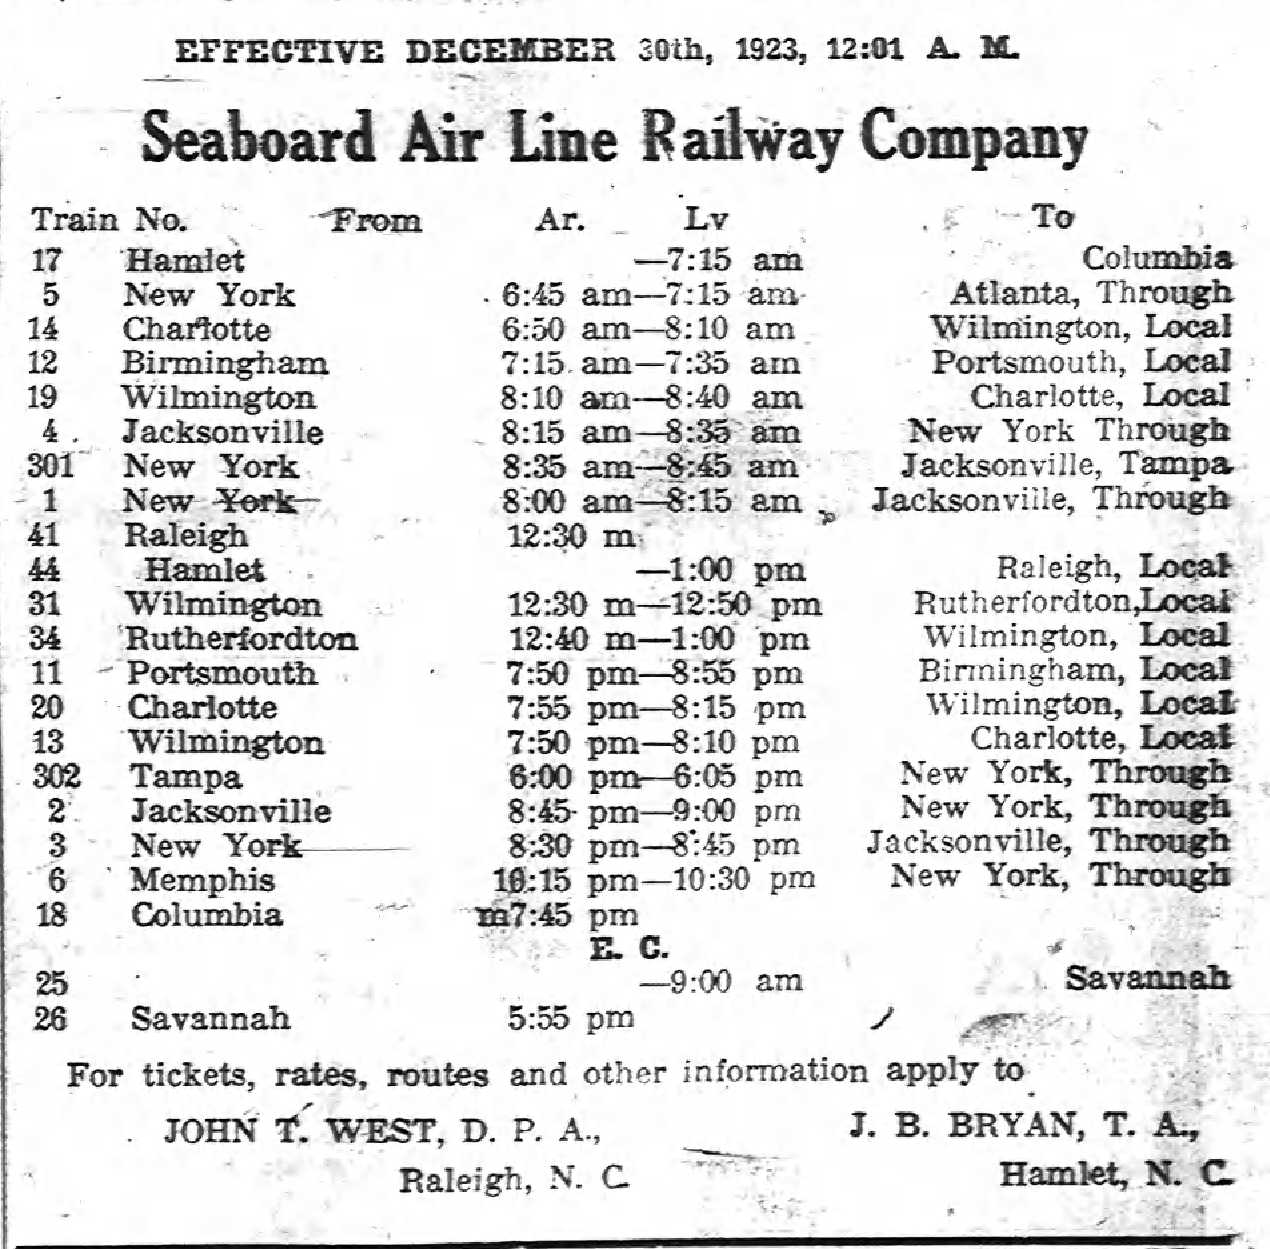 EFFECTIVE DECEMBER 30th, 1923, 12:01 A. M.
Seaboard Air Line Railway Company
Train No. From Ar. Lv To
17 Hamlet —7:15 am Columbia
5 New York 6:45 am—7:15 am Atlanta, Through
14 Charlotte 6:50 am—8:10 am Wilmington, Local
12 Birmingham 7:15 am—7:35 am Portsmouth, Local
19 Wilmington 8:10 am—8:40 am Charlotte, Local
4 Jacksonville 8:15 am—8:35 am New York Through
301 New York 8:35 am—8:45 am Jacksonville, Tampa
1 New York 8:00 am—8:15 am Jacksonville, Through
41 Raleigh 12:30 m
44 Hamlet —1:00 pm Raleigh, Local
31 Wilmington 12:30 m—12:50 pm Rutherfordton,Local
34 Rutherfordton 12:40 m—1:00 pm Wilmington, Local
11 Portsmouth 7:50 pm—8:55 pm Birmingham, Local
20 Charlotte 7:55 pm—8:15 pm Wilmington, Local
13 Wilmington 7:50 pm—8:10 pm Charlotte, Local
302 Tampa 6:00 pm—6:05 pm New York, Through
2 Jacksonville 8:45 pm—9:00 pm New York, Through
3 New York 8:30 pm—8:45 pm Jacksonville, Through
6 Memphis 10:15 pm—10:30 pm New York, Through
18 Columbia m7:45 pm
E. C.
25 —9:00 am Savannah
26 Savannah 5:55 pm
For tickets, rates, routes and other information apply to
JOHN T. WEST, D. P. A., J. B. BRYAN, T. A.,
Raleigh, N. C. Hamlet, N. C.